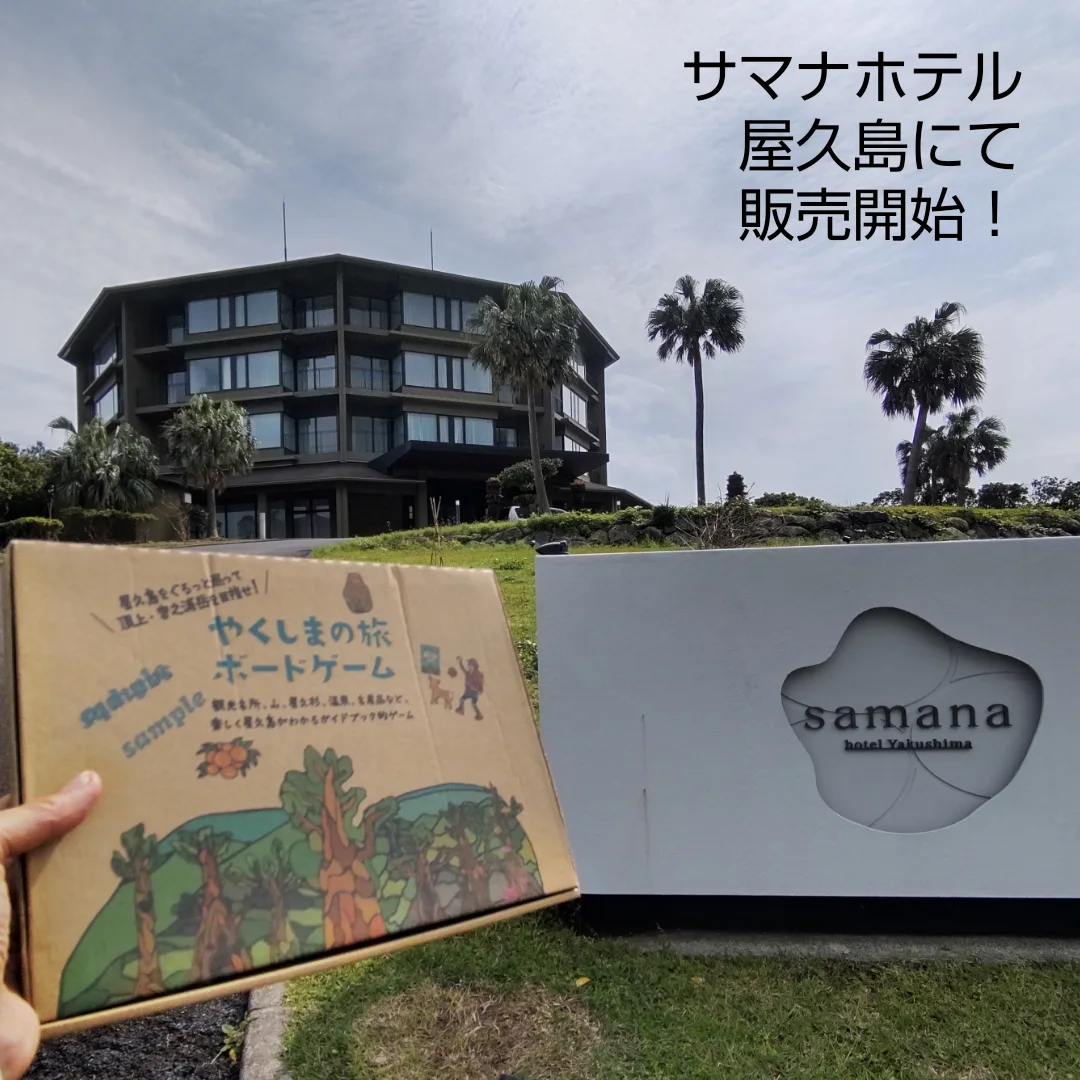 サマナホテル
屋久島にて
販売開始！
屋久島をぐるっと巡って
頂上・宮之浦岳を目指せ！
やくしまの旅
ボードゲーム
sample
sample
観光名所、山、屋久杉、温泉、名産品など、
楽しく屋久島がわかるガイドブック的ゲーム
samana
hotel Yakushima